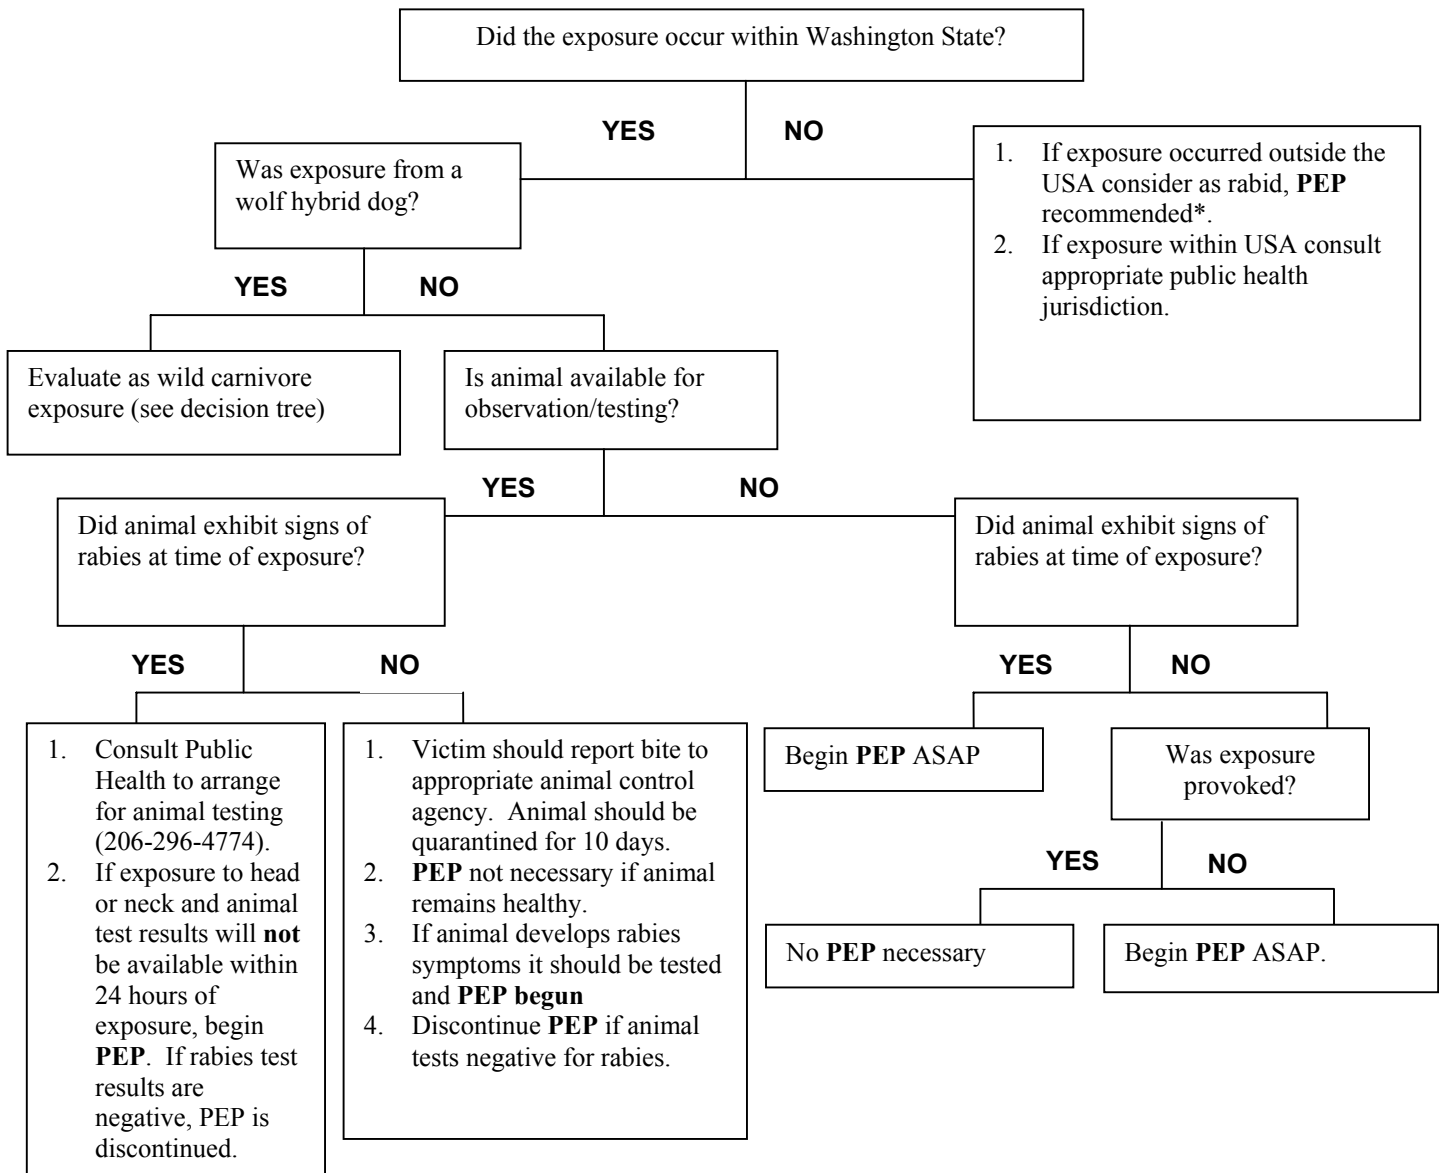 Did the exposure occur within Washington State?
YES
NO
Was exposure from a
wolf hybrid dog?
1. If exposure occurred outside the
USA consider as rabid, PEP
recommended*.
2. If exposure within USA consult
appropriate public health
jurisdiction.
YES
NO
Evaluate as wild carnivore
exposure (see decision tree)
Is animal available for
observation/testing?
YES
NO
Did animal exhibit signs of
rabies at time of exposure?
Did animal exhibit signs of
rabies at time of exposure?
YES
NO
YES
NO
1. Consult Public
Health to arrange
for animal testing
(206-296-4774).
2. If exposure to head
or neck and animal
test results will not
be available within
24 hours of
exposure, begin
PEP. If rabies test
results are
negative, PEP is
discontinued.
1. Victim should report bite to
appropriate animal control
agency. Animal should be
quarantined for 10 days.
2. PEP not necessary if animal
remains healthy.
3. If animal develops rabies
symptoms it should be tested
and PEP begun
4. Discontinue PEP if animal
tests negative for rabies.
Begin PEP ASAP
Was exposure
provoked?
YES
NO
No PEP necessary
Begin PEP ASAP.